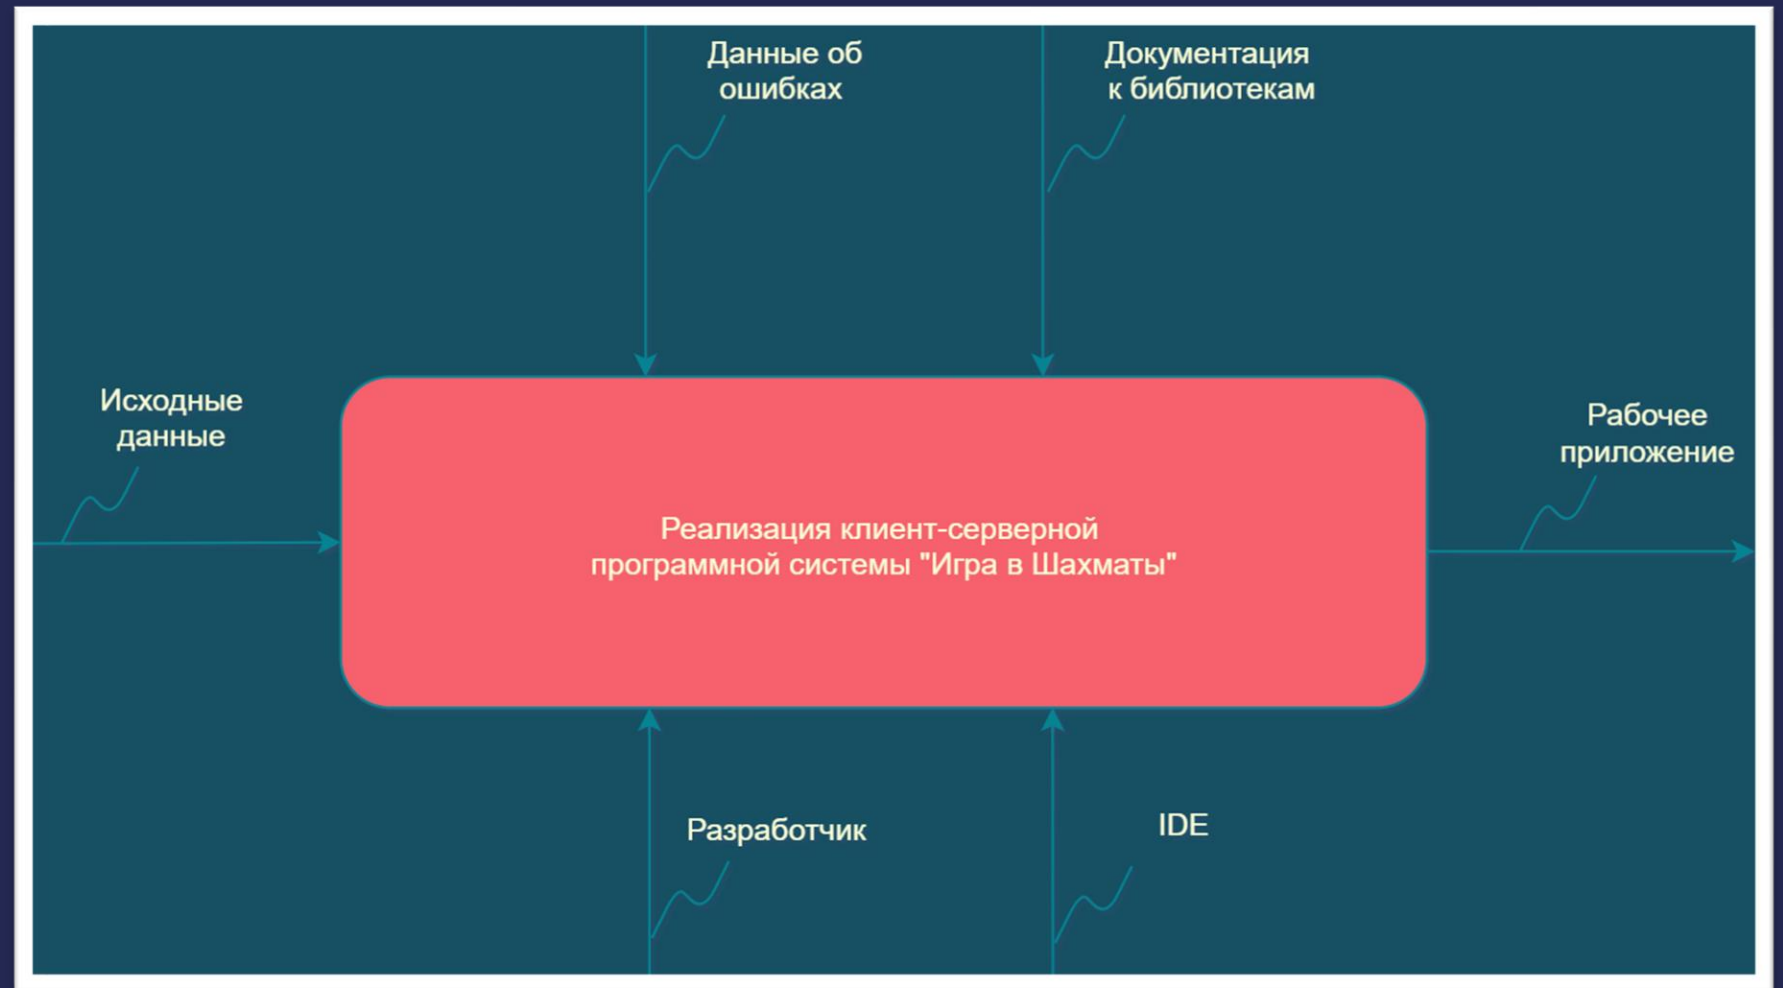 Данные об
ошибках
Документация
к библиотекам
Исходные
данные
Рабочее
приложение
Реализация клиент-серверной
программной системы "Игра в Шахматы"
Разработчик
IDE